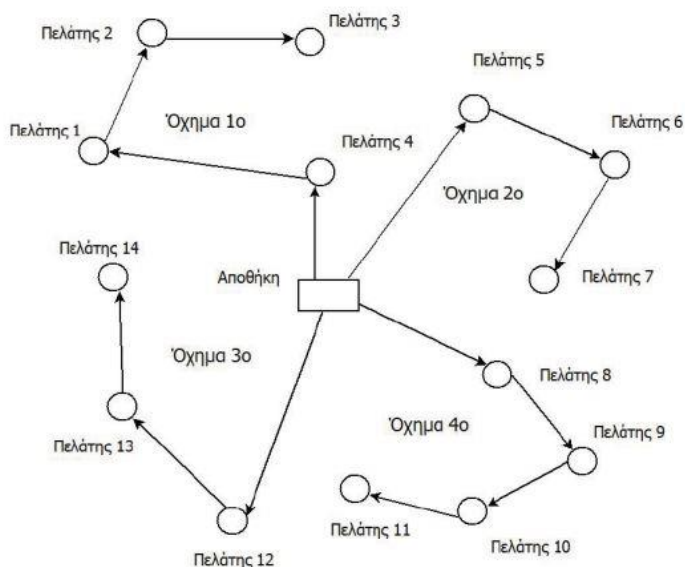 Πελάτης 2
Πελάτης 3
Πελάτης 5
Πελάτης 1
Όχημα 1ο
Πελάτης 4
Πελάτης 6
Όχημα 2ο
Πελάτης 14
Αποθήκη
Πελάτης 7
Όχημα 3ο
Πελάτης 8
Πελάτης 13
Όχημα 4ο
Πελάτης 9
Πελάτης 12
Πελάτης 11
Πελάτης 10